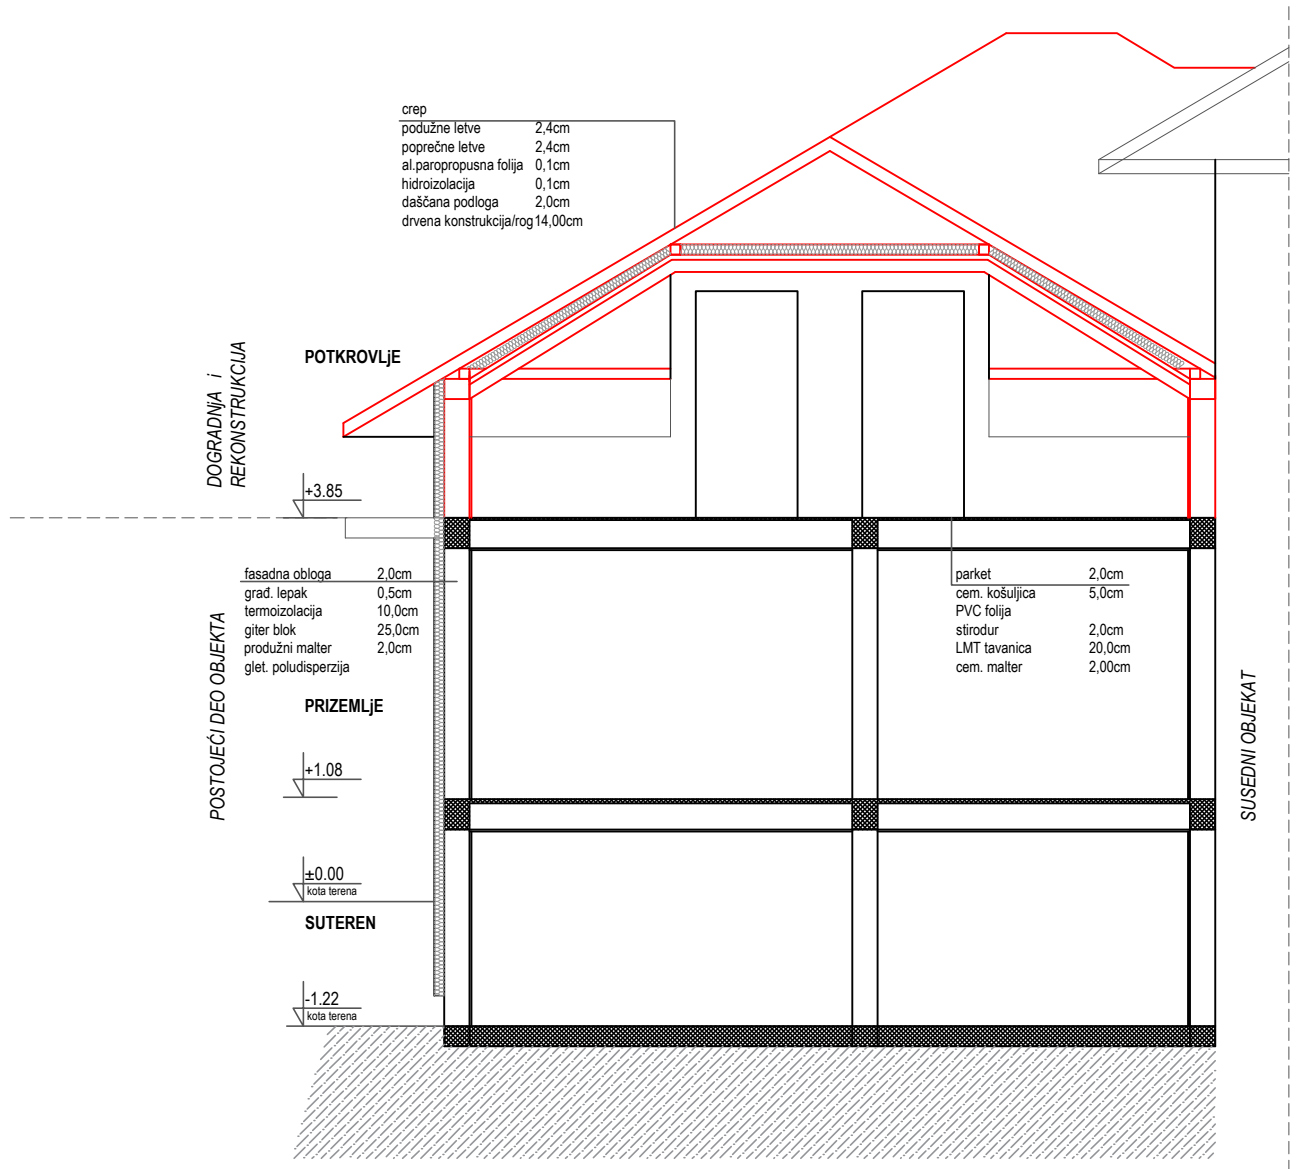 crep
podužne letve 2,4cm
poprečne letve 2,4cm
al.paropropusna folija 0,1cm
hidroizolacija 0,1cm
daščana podloga 2,0cm
drvena konstrukcija/rog 14,00cm
POTKROVLjE
DOGRADNjA i
REKONSTRUKCIJA
+3.85
fasadna obloga 2,0cm
građ. lepak 0,5cm
termoizolacija 10,0cm
giter blok 25,0cm
produžni malter 2,0cm
glet. poludisperzija
parket 2,0cm
cem. košuljica 5,0cm
PVC folija
stirodur 2,0cm
LMT tavanica 20,0cm
cem. malter 2,00cm
POSTOJEĆI DEO OBJEKTA
PRIZEMLjE
SUSEDNI OBJEKAT
+1.08
±0.00
kota terena
SUTEREN
-1.22
kota terena